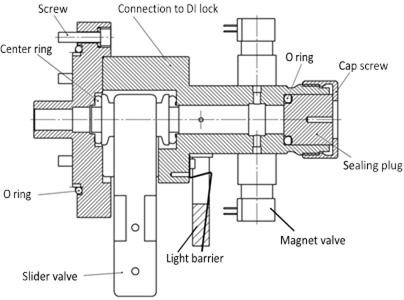 Screw
Connection to DI lock
Center ring
O ring
Cap screw
Sealing plug
O ring
Magnet valve
Light barrier
Slider valve